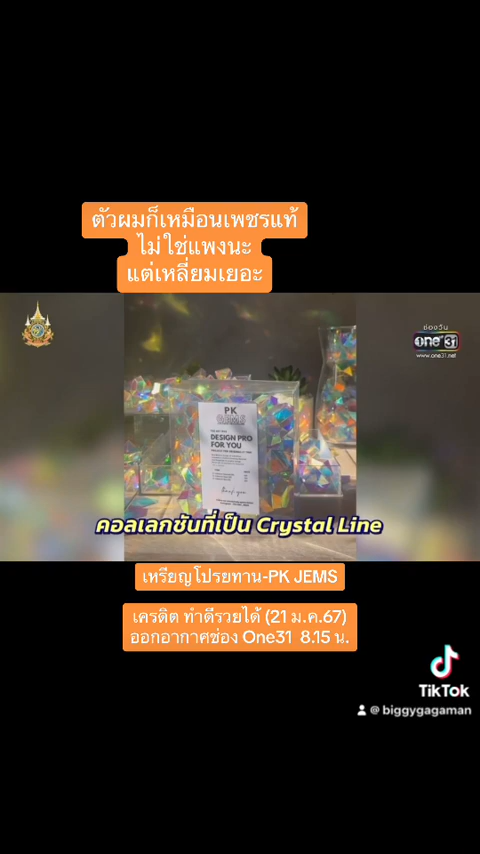 ตัวผมก็เหมือนเพชรแท้
ไม่ใช่แพงนะ
แต่เหลี่ยมเยอะ
ช่องวัน
one 31
www.one31.net
PK
JEMS
DESIGN PRO
FOR YOU
คอลเลกชันที่เป็น Crystal Line
เหรียญโปรยทาน-PK JEMS
เครดิต ทำดีรวยได้ (21 ม.ค.67)
ออกอากาศช่อง One31 8.15 น.
TikTok
@ biggygagaman